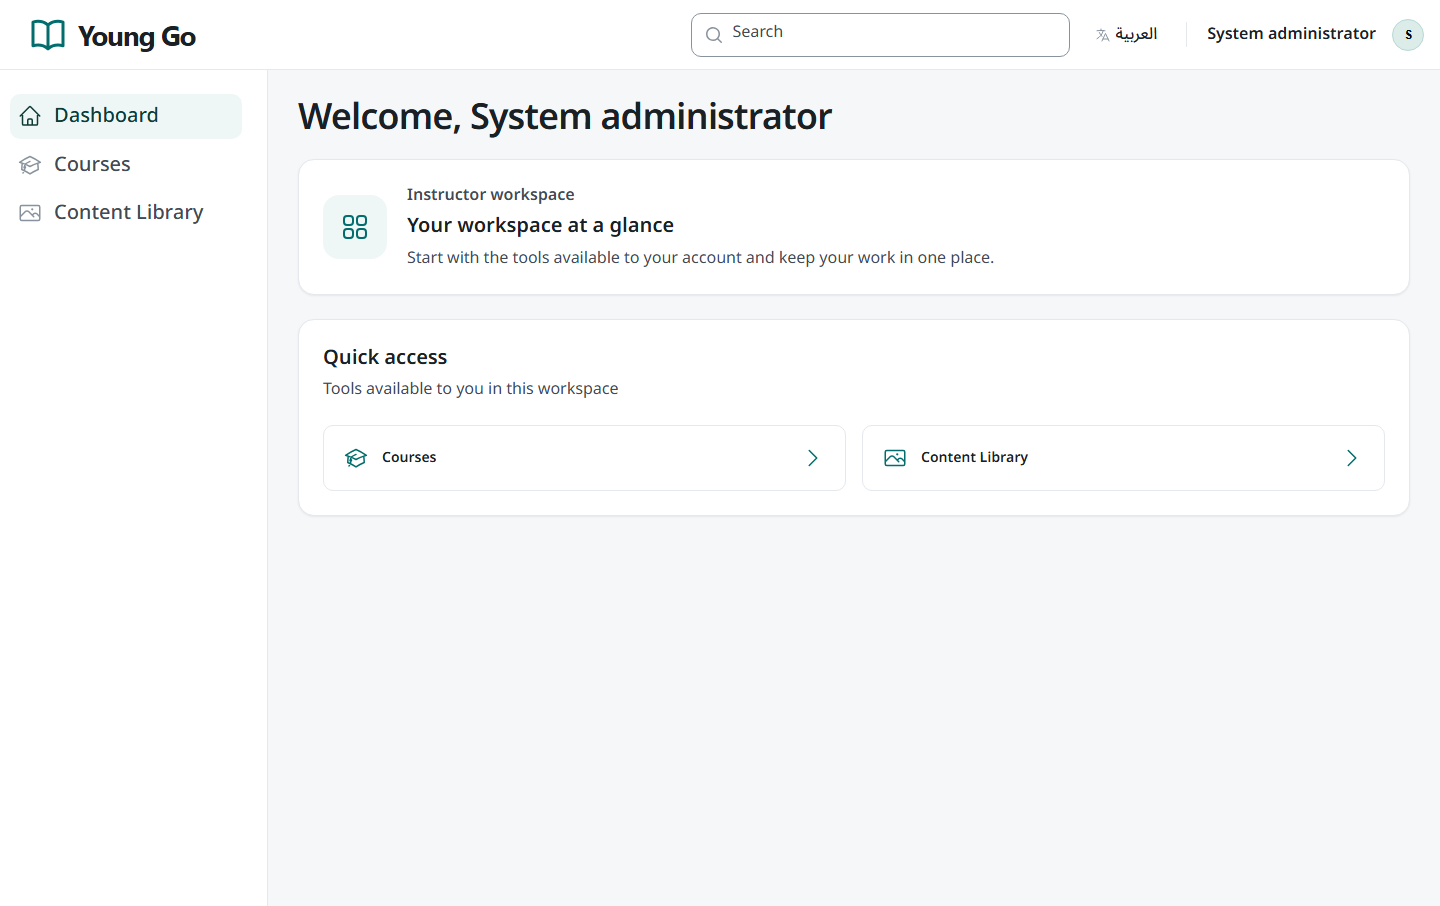 Young Go
Search
العربية
System administrator
S
Dashboard
Courses
Content Library
Welcome, System administrator
Instructor workspace
Your workspace at a glance
Start with the tools available to your account and keep your work in one place.
Quick access
Tools available to you in this workspace
Courses
Content Library